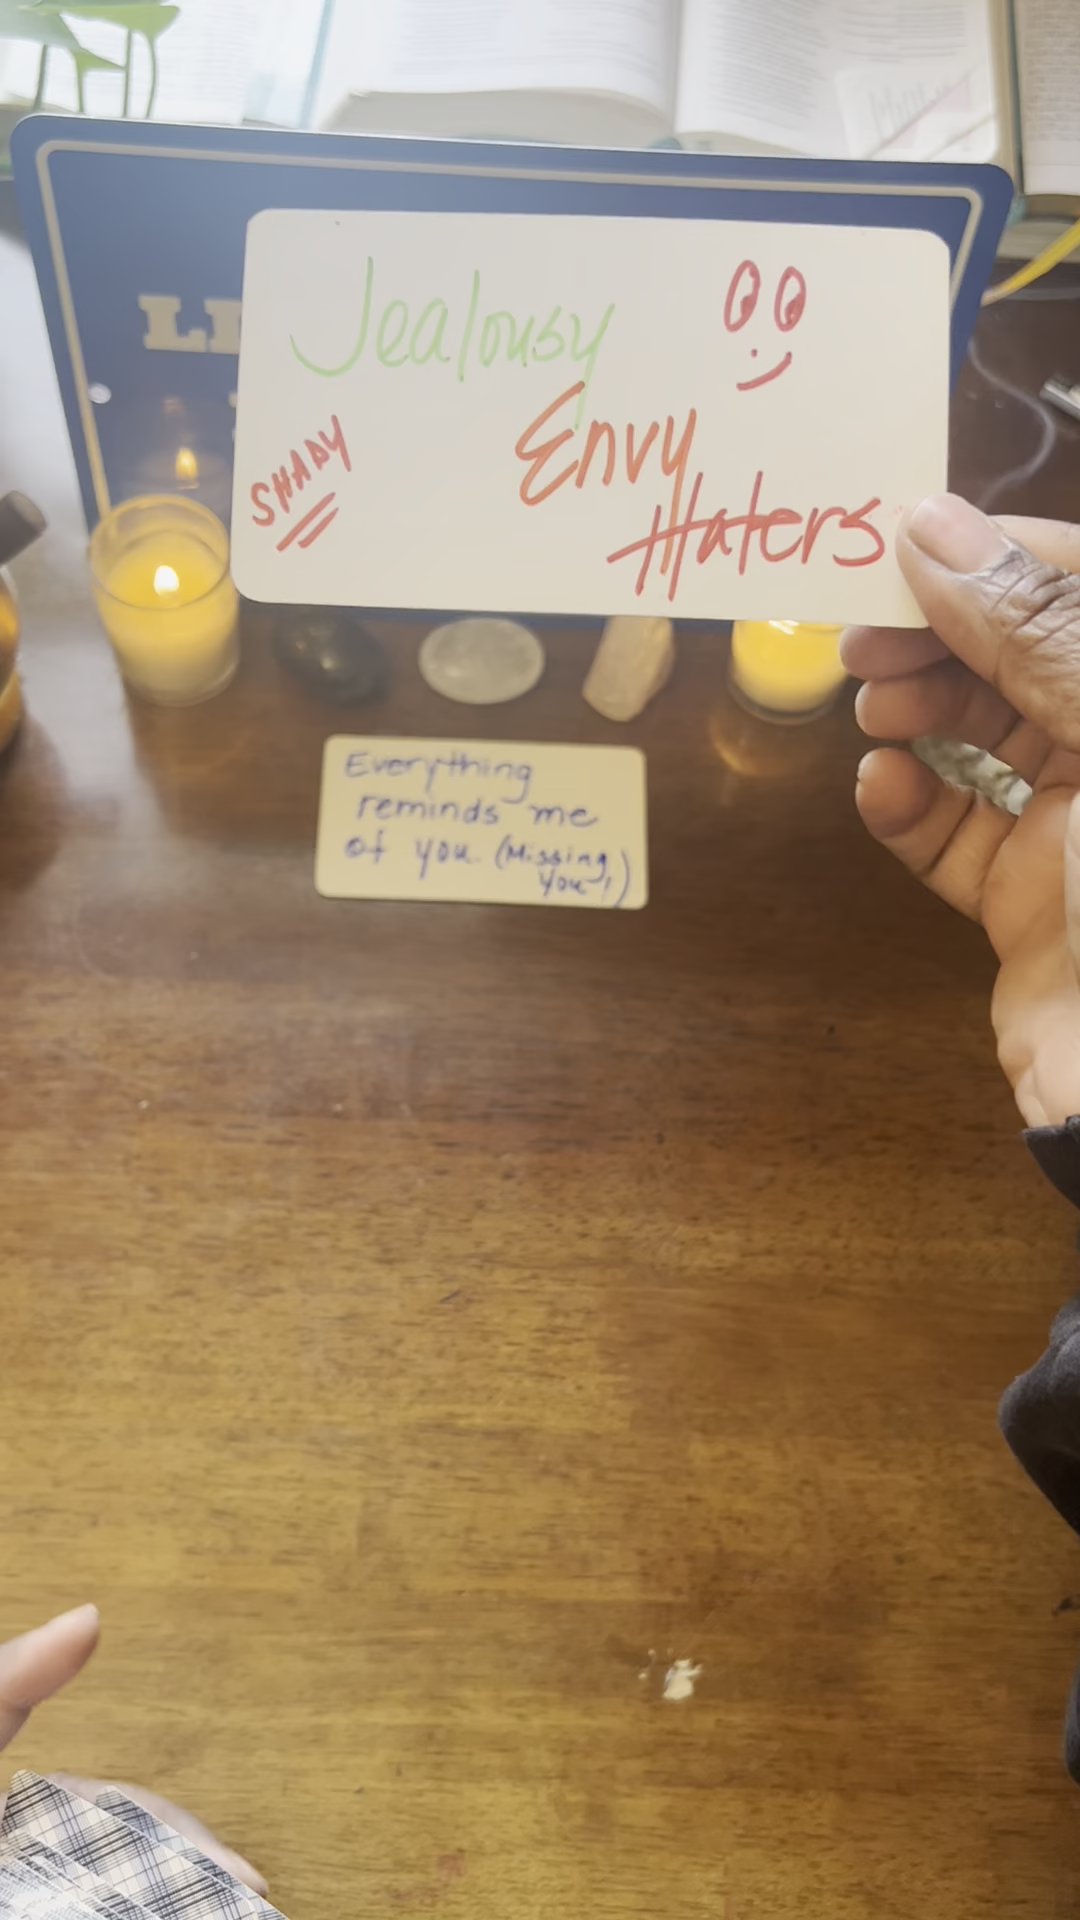 Jealousy
Envy
SHADY
Haters
Everything
reminds me
of you. (Missing
you!)